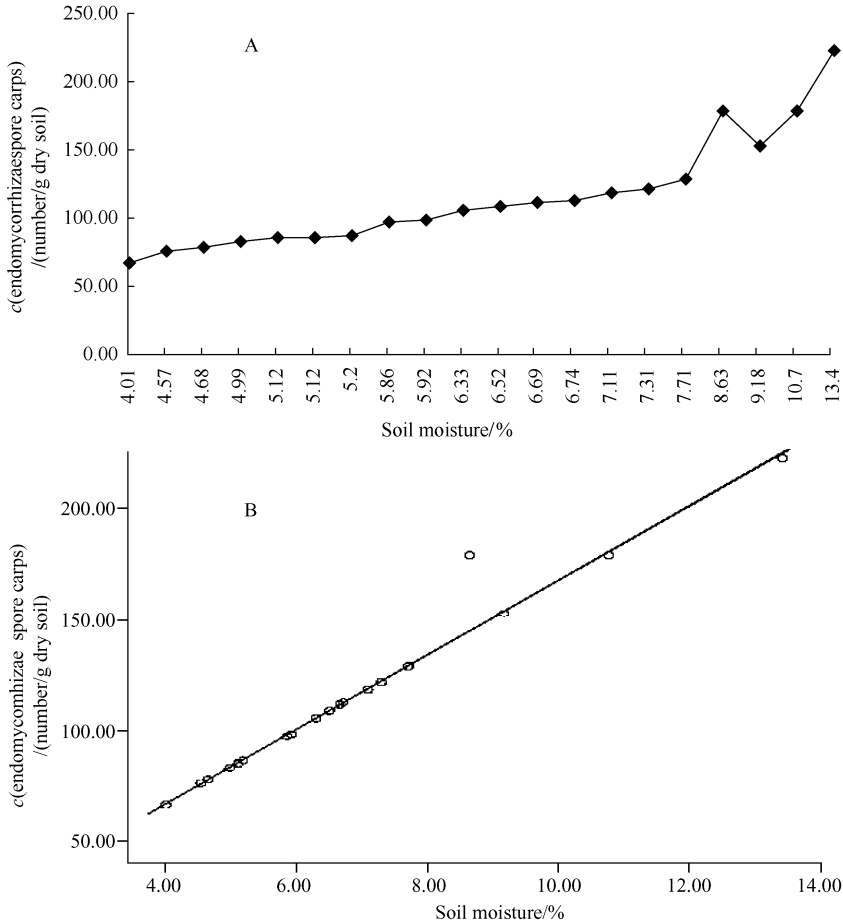 250.00
A
200.00
150.00
100.00
50.00
0.00
c(endomycorrhizaespore carps)
/(number/g dry soil)
4.01 4.57 4.68 4.99 5.12 5.12 5.2 5.86 5.92 6.33 6.52 6.69 6.74 7.11 7.31 7.71 8.63 9.18 10.7 13.4
Soil moisture/%
B
200.00
150.00
100.00
50.00
c(endomycomhizae spore carps)
/(number/g dry soil)
4.00 6.00 8.00 10.00 12.00 14.00
Soil moisture/%